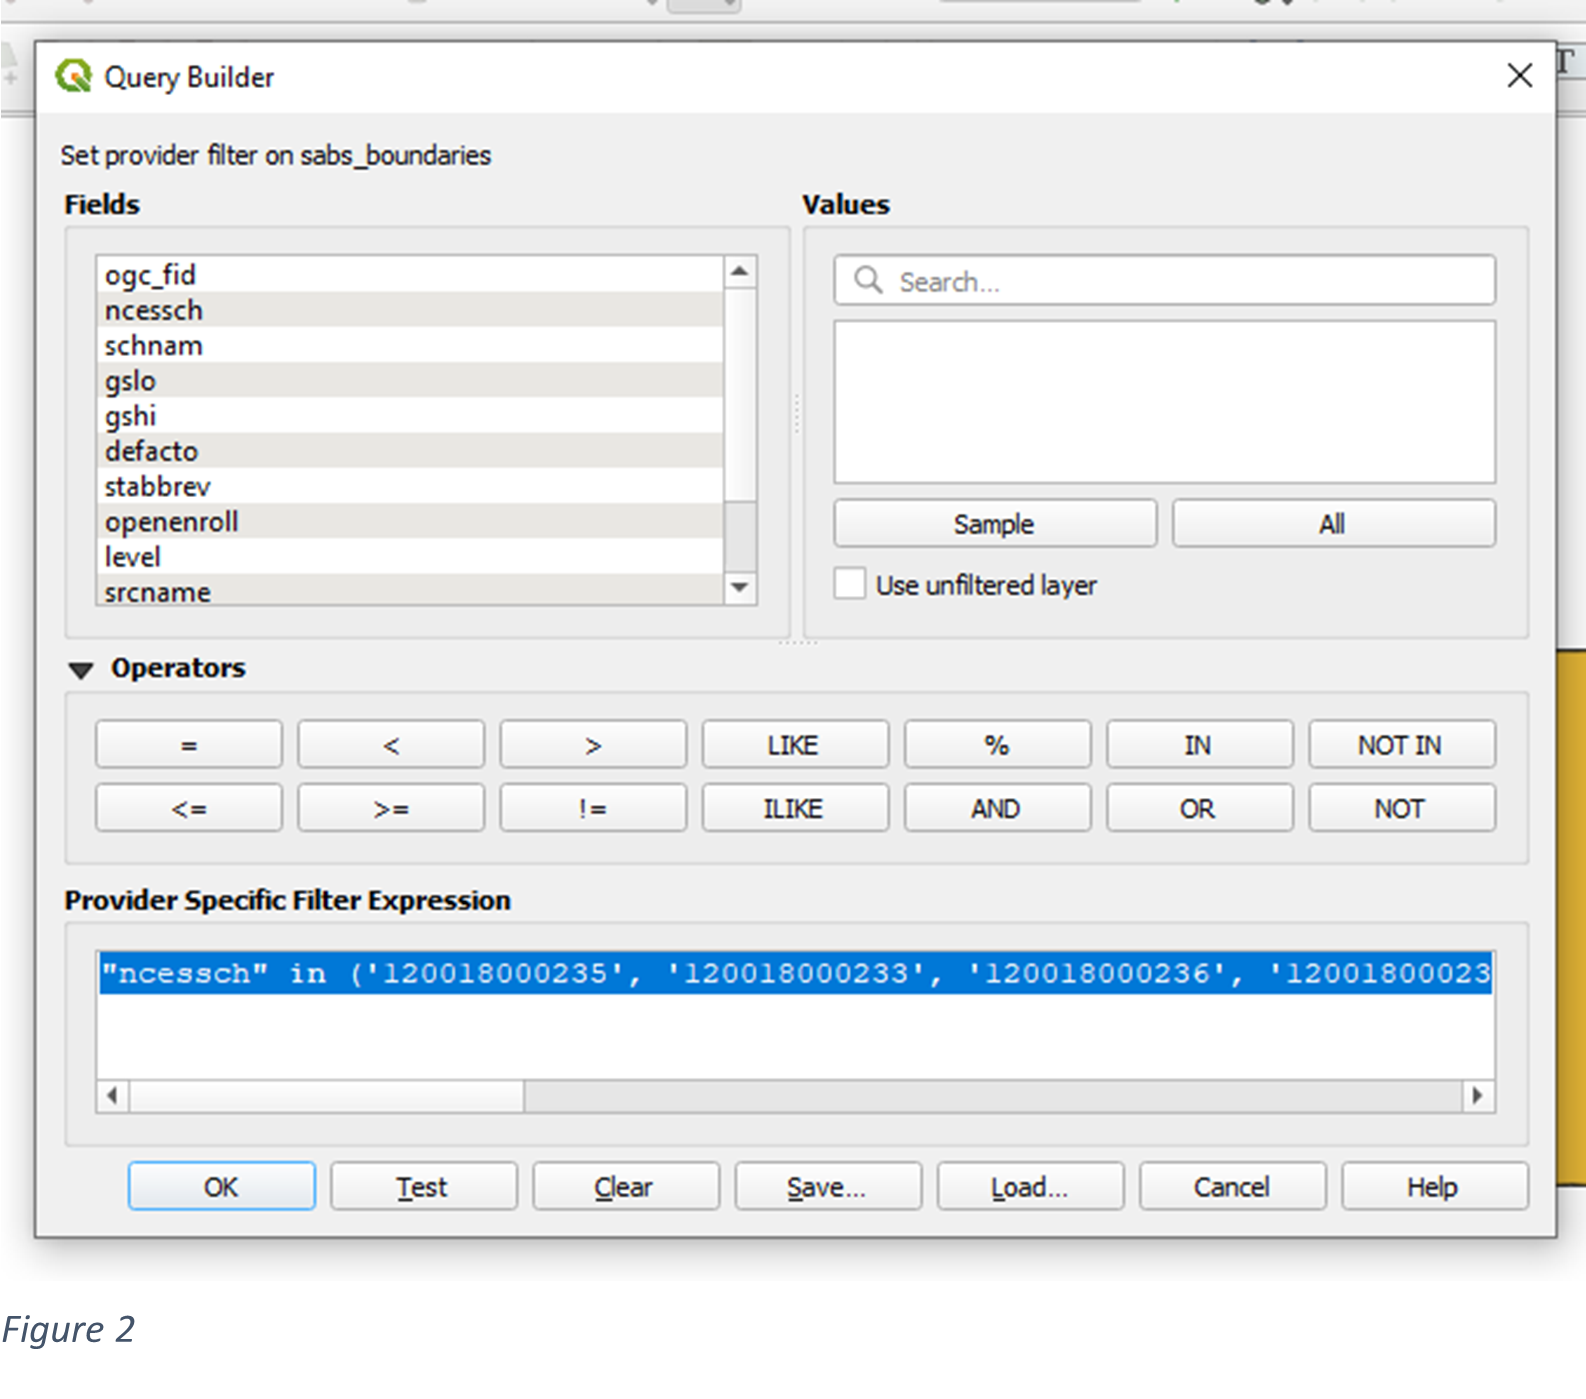 T
Query Builder
Set provider filter on sabs_boundaries
Fields
Values
ogc_fid
ncessch
schnam
gslo
gshi
defacto
stabbrev
openenroll
level
srcname
Search...
Sample
All
Use unfiltered layer
Operators
= < > LIKE % IN NOT IN
<= >= != ILIKE AND OR NOT
Provider Specific Filter Expression
"ncessch" in ('120018000235', '120018000233', '120018000236', '12001800023
OK Test Clear Save... Load... Cancel Help
Figure 2